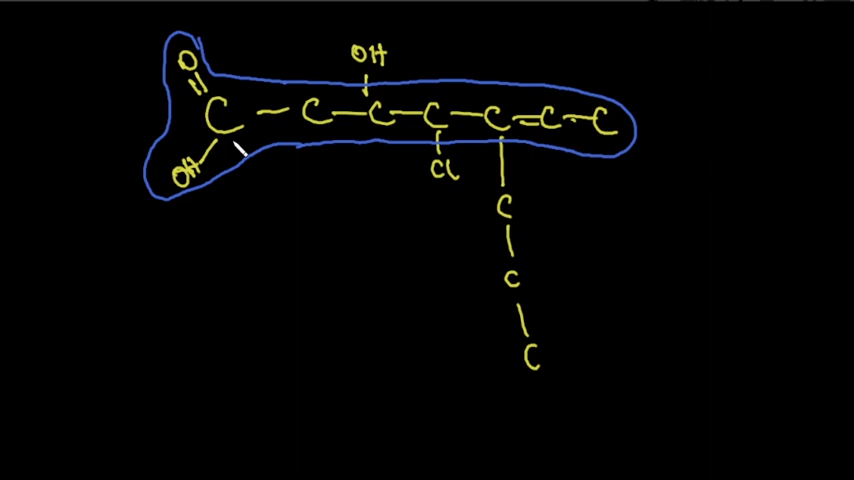 O
OH
C – C – C – C – C = C – C
OH
Cl
C
C
C